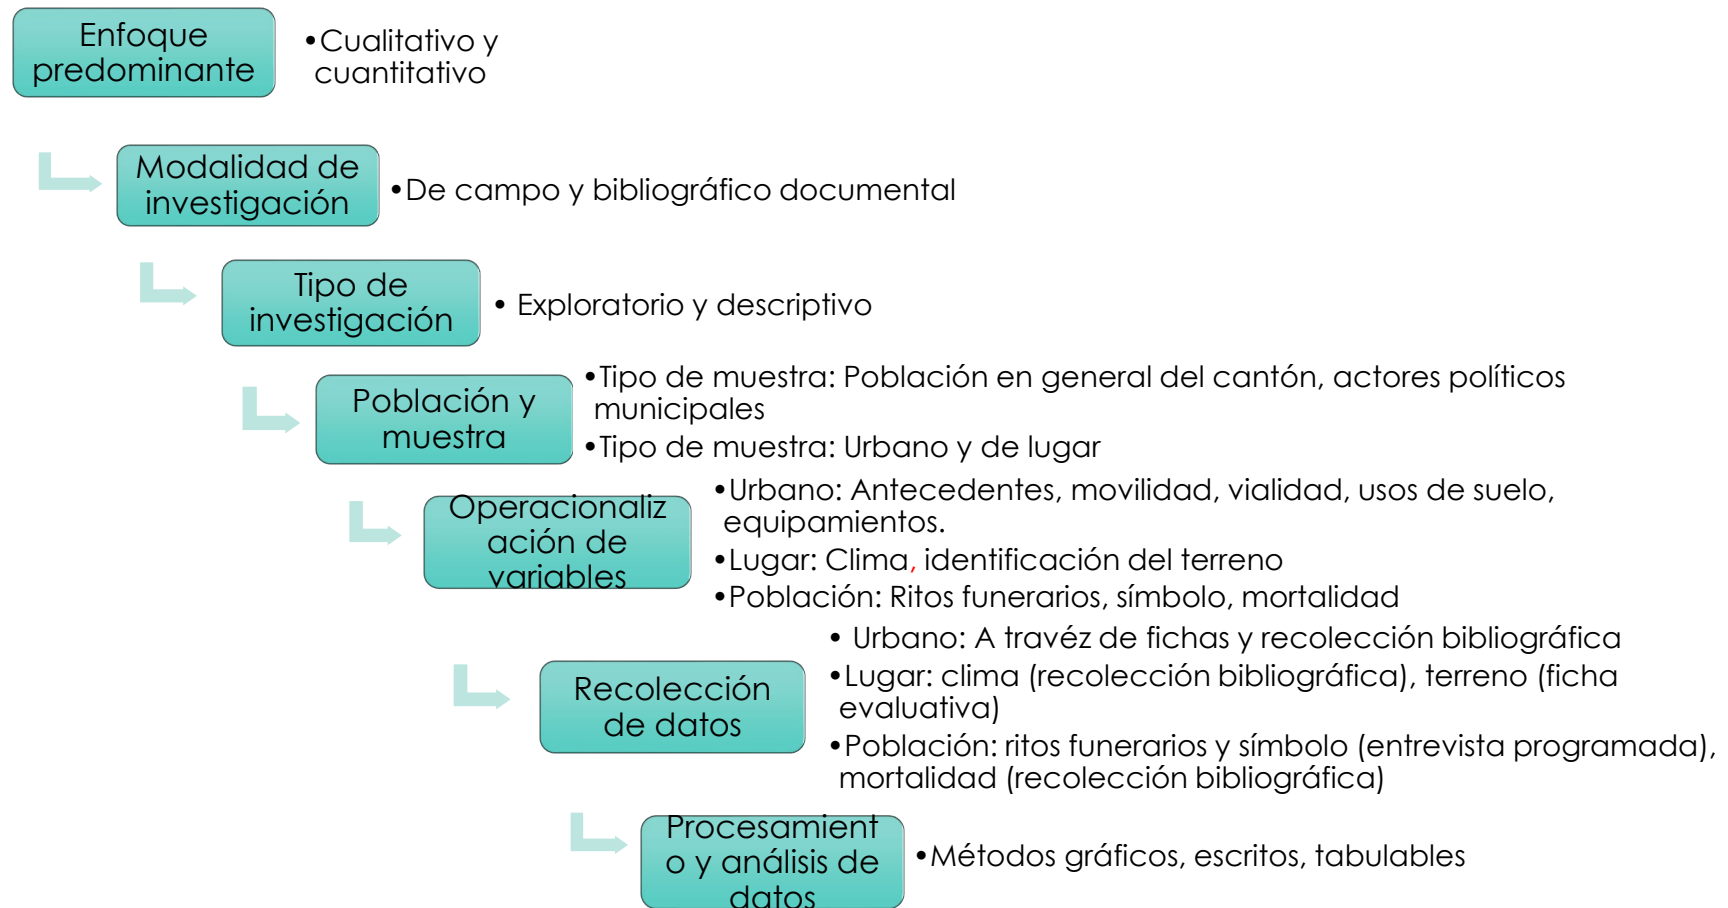 Enfoque
predominante
•Cualitativo y
cuantitativo
Modalidad de
investigación
•De campo y bibliográfico documental
Tipo de
investigación
• Exploratorio y descriptivo
Población y
muestra
•Tipo de muestra: Población en general del cantón, actores políticos
municipales
•Tipo de muestra: Urbano y de lugar
Operacionaliz
ación de
variables
•Urbano: Antecedentes, movilidad, vialidad, usos de suelo,
equipamientos.
•Lugar: Clima, identificación del terreno
•Población: Ritos funerarios, símbolo, mortalidad
Recolección
de datos
• Urbano: A travéz de fichas y recolección bibliográfica
•Lugar: clima (recolección bibliográfica), terreno (ficha
evaluativa)
•Población: ritos funerarios y símbolo (entrevista programada),
mortalidad (recolección bibliográfica)
Procesamient
o y análisis de
datos
•Métodos gráficos, escritos, tabulables